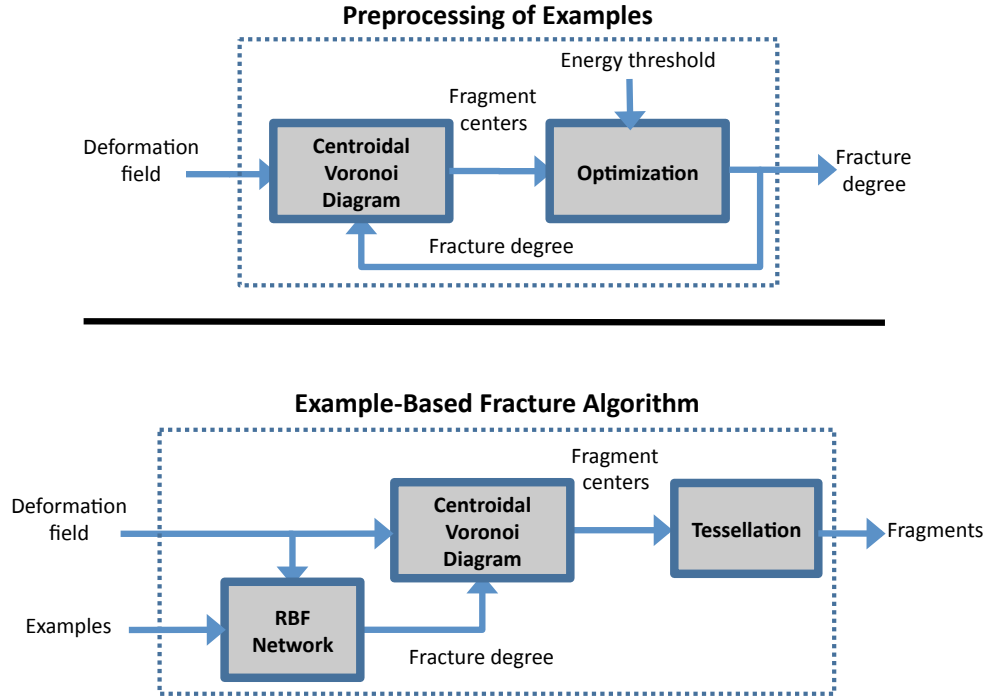 Preprocessing of Examples
Energy threshold
Fragment
centers
Deformation
field
Centroidal
Voronoi
Diagram
Optimization
Fracture
degree
Fracture degree
Example-Based Fracture Algorithm
Fragment
centers
Deformation
field
Centroidal
Voronoi
Diagram
Tessellation
Fragments
Examples
RBF
Network
Fracture degree